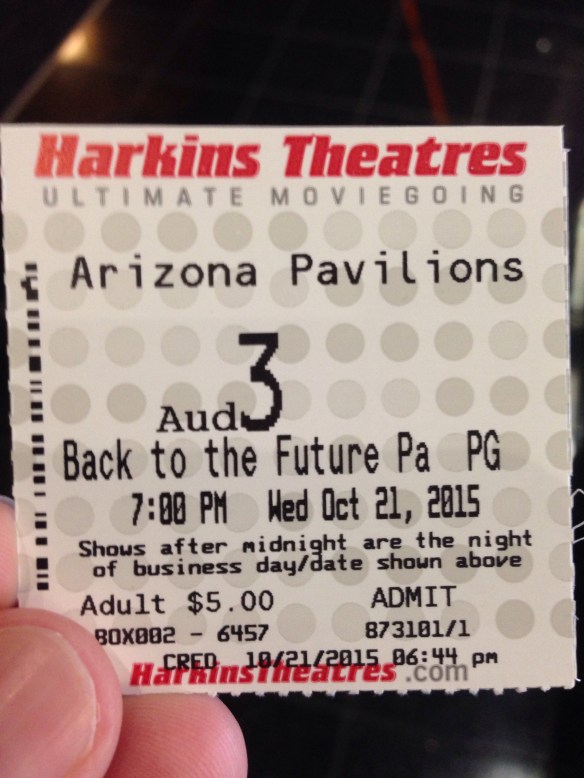 Harkins Theatres
ULTIMATE MOVIEGOING
Arizona Pavilions
Aud 3
Back to the Future Pa PG
7:00 PM Wed Oct 21, 2015
Shows after midnight are the night
of business day/date shown above
Adult $5.00 ADMIT
BOX002 - 6457 873101/1
CRED 10/21/2015 06:44 pm
HarkinsTheatres.com